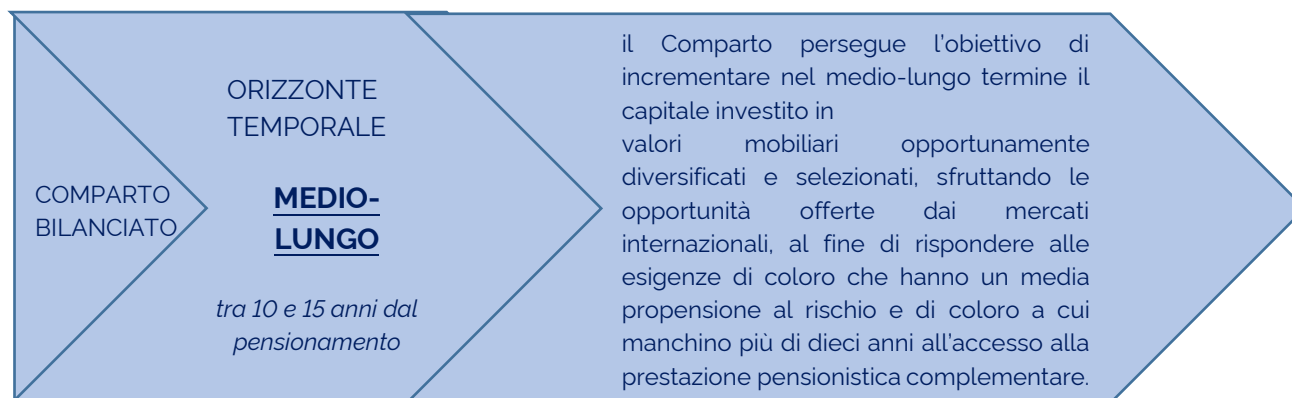 COMPARTO
BILANCIATO
ORIZZONTE
TEMPORALE
MEDIO-
LUNGO
tra 10 e 15 anni dal
pensionamento
il Comparto persegue l'obiettivo di
incrementare nel medio-lungo termine il
capitale investito in
valori mobiliari opportunamente
diversificati e selezionati, sfruttando le
opportunità offerte dai mercati
internazionali, al fine di rispondere alle
esigenze di coloro che hanno un media
propensione al rischio e di coloro a cui
manchino più di dieci anni all'accesso alla
prestazione pensionistica complementare.